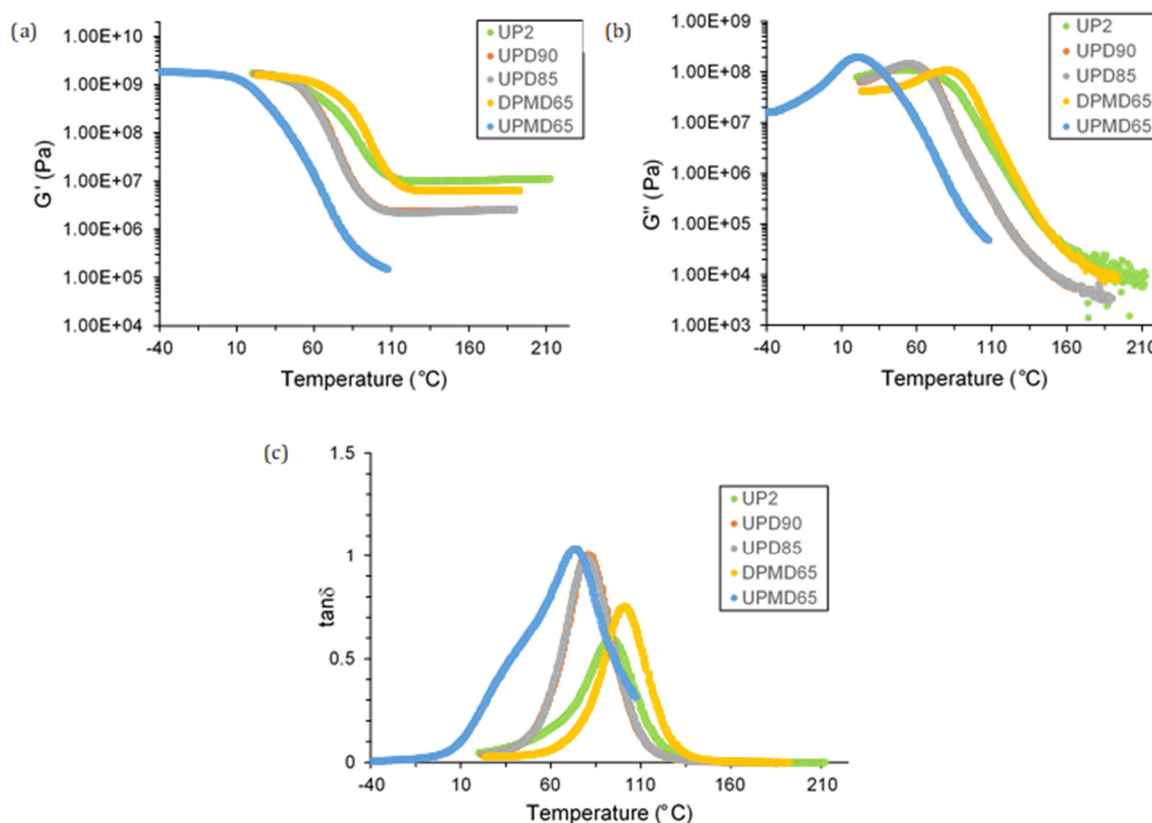 (a)
1.00E+10
1.00E+09
1.00E+08
1.00E+07
1.00E+06
1.00E+05
1.00E+04
G' (Pa)
-40 10 60 110 160 210
Temperature (°C)
UP2
UPD90
UPD85
DPMD65
UPMD65
(b)
1.00E+09
1.00E+08
1.00E+07
1.00E+06
1.00E+05
1.00E+04
1.00E+03
G'' (Pa)
-40 10 60 110 160 210
Temperature (°C)
UP2
UPD90
UPD85
DPMD65
UPMD65
(c)
1.5
1
0.5
0
tanδ
-40 10 60 110 160 210
Temperature (°C)
UP2
UPD90
UPD85
DPMD65
UPMD65